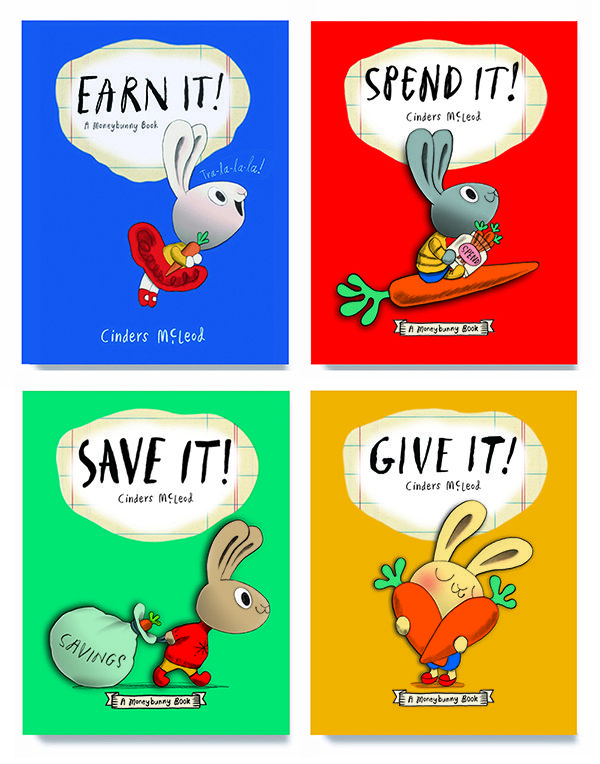 EARN IT!
A Moneybunny Book
Tra-la-la-la!
Cinders McLeod
SPEND IT!
Cinders McLeod
SPEND
A Moneybunny Book
SAVE IT!
Cinders McLeod
SAVINGS
A Moneybunny Book
GIVE IT!
Cinders McLeod
A Moneybunny Book